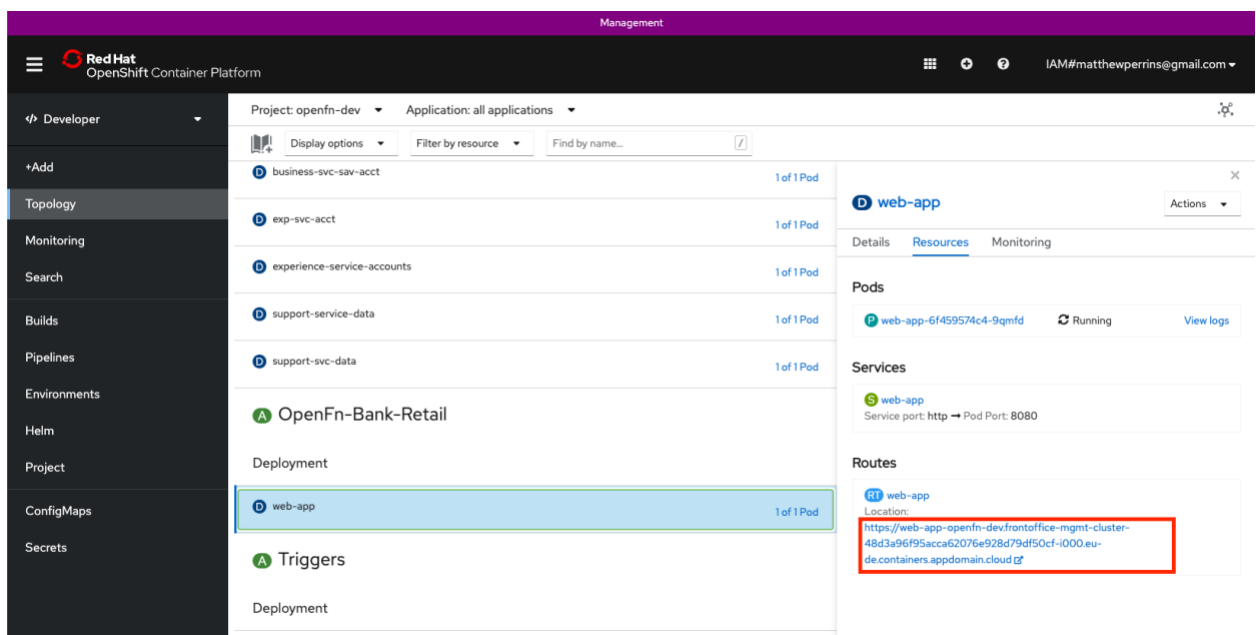 Management
Red Hat
OpenShift Container Platform
IAM#matthewperrins@gmail.com
Developer
+Add
Topology
Monitoring
Search
Builds
Pipelines
Environments
Helm
Project
ConfigMaps
Secrets
Project: openfn-dev
Application: all applications
Display options
Filter by resource
Find by name...
/
D business-svc-sav-acct
1 of 1 Pod
D exp-svc-acct
1 of 1 Pod
D experience-service-accounts
1 of 1 Pod
D support-service-data
1 of 1 Pod
D support-svc-data
1 of 1 Pod
A OpenFn-Bank-Retail
Deployment
D web-app
1 of 1 Pod
A Triggers
Deployment
D web-app
Actions
Details Resources Monitoring
Pods
P web-app-6f459574c4-9qmfd Running View logs
Services
S web-app
Service port: http → Pod Port: 8080
Routes
RT web-app
Location:
https://web-app-openfn-dev.frontoffice-mgmt-cluster-
48d3a96f95acca62076e928d79df50cf-i000.eu-
de.containers.appdomain.cloud